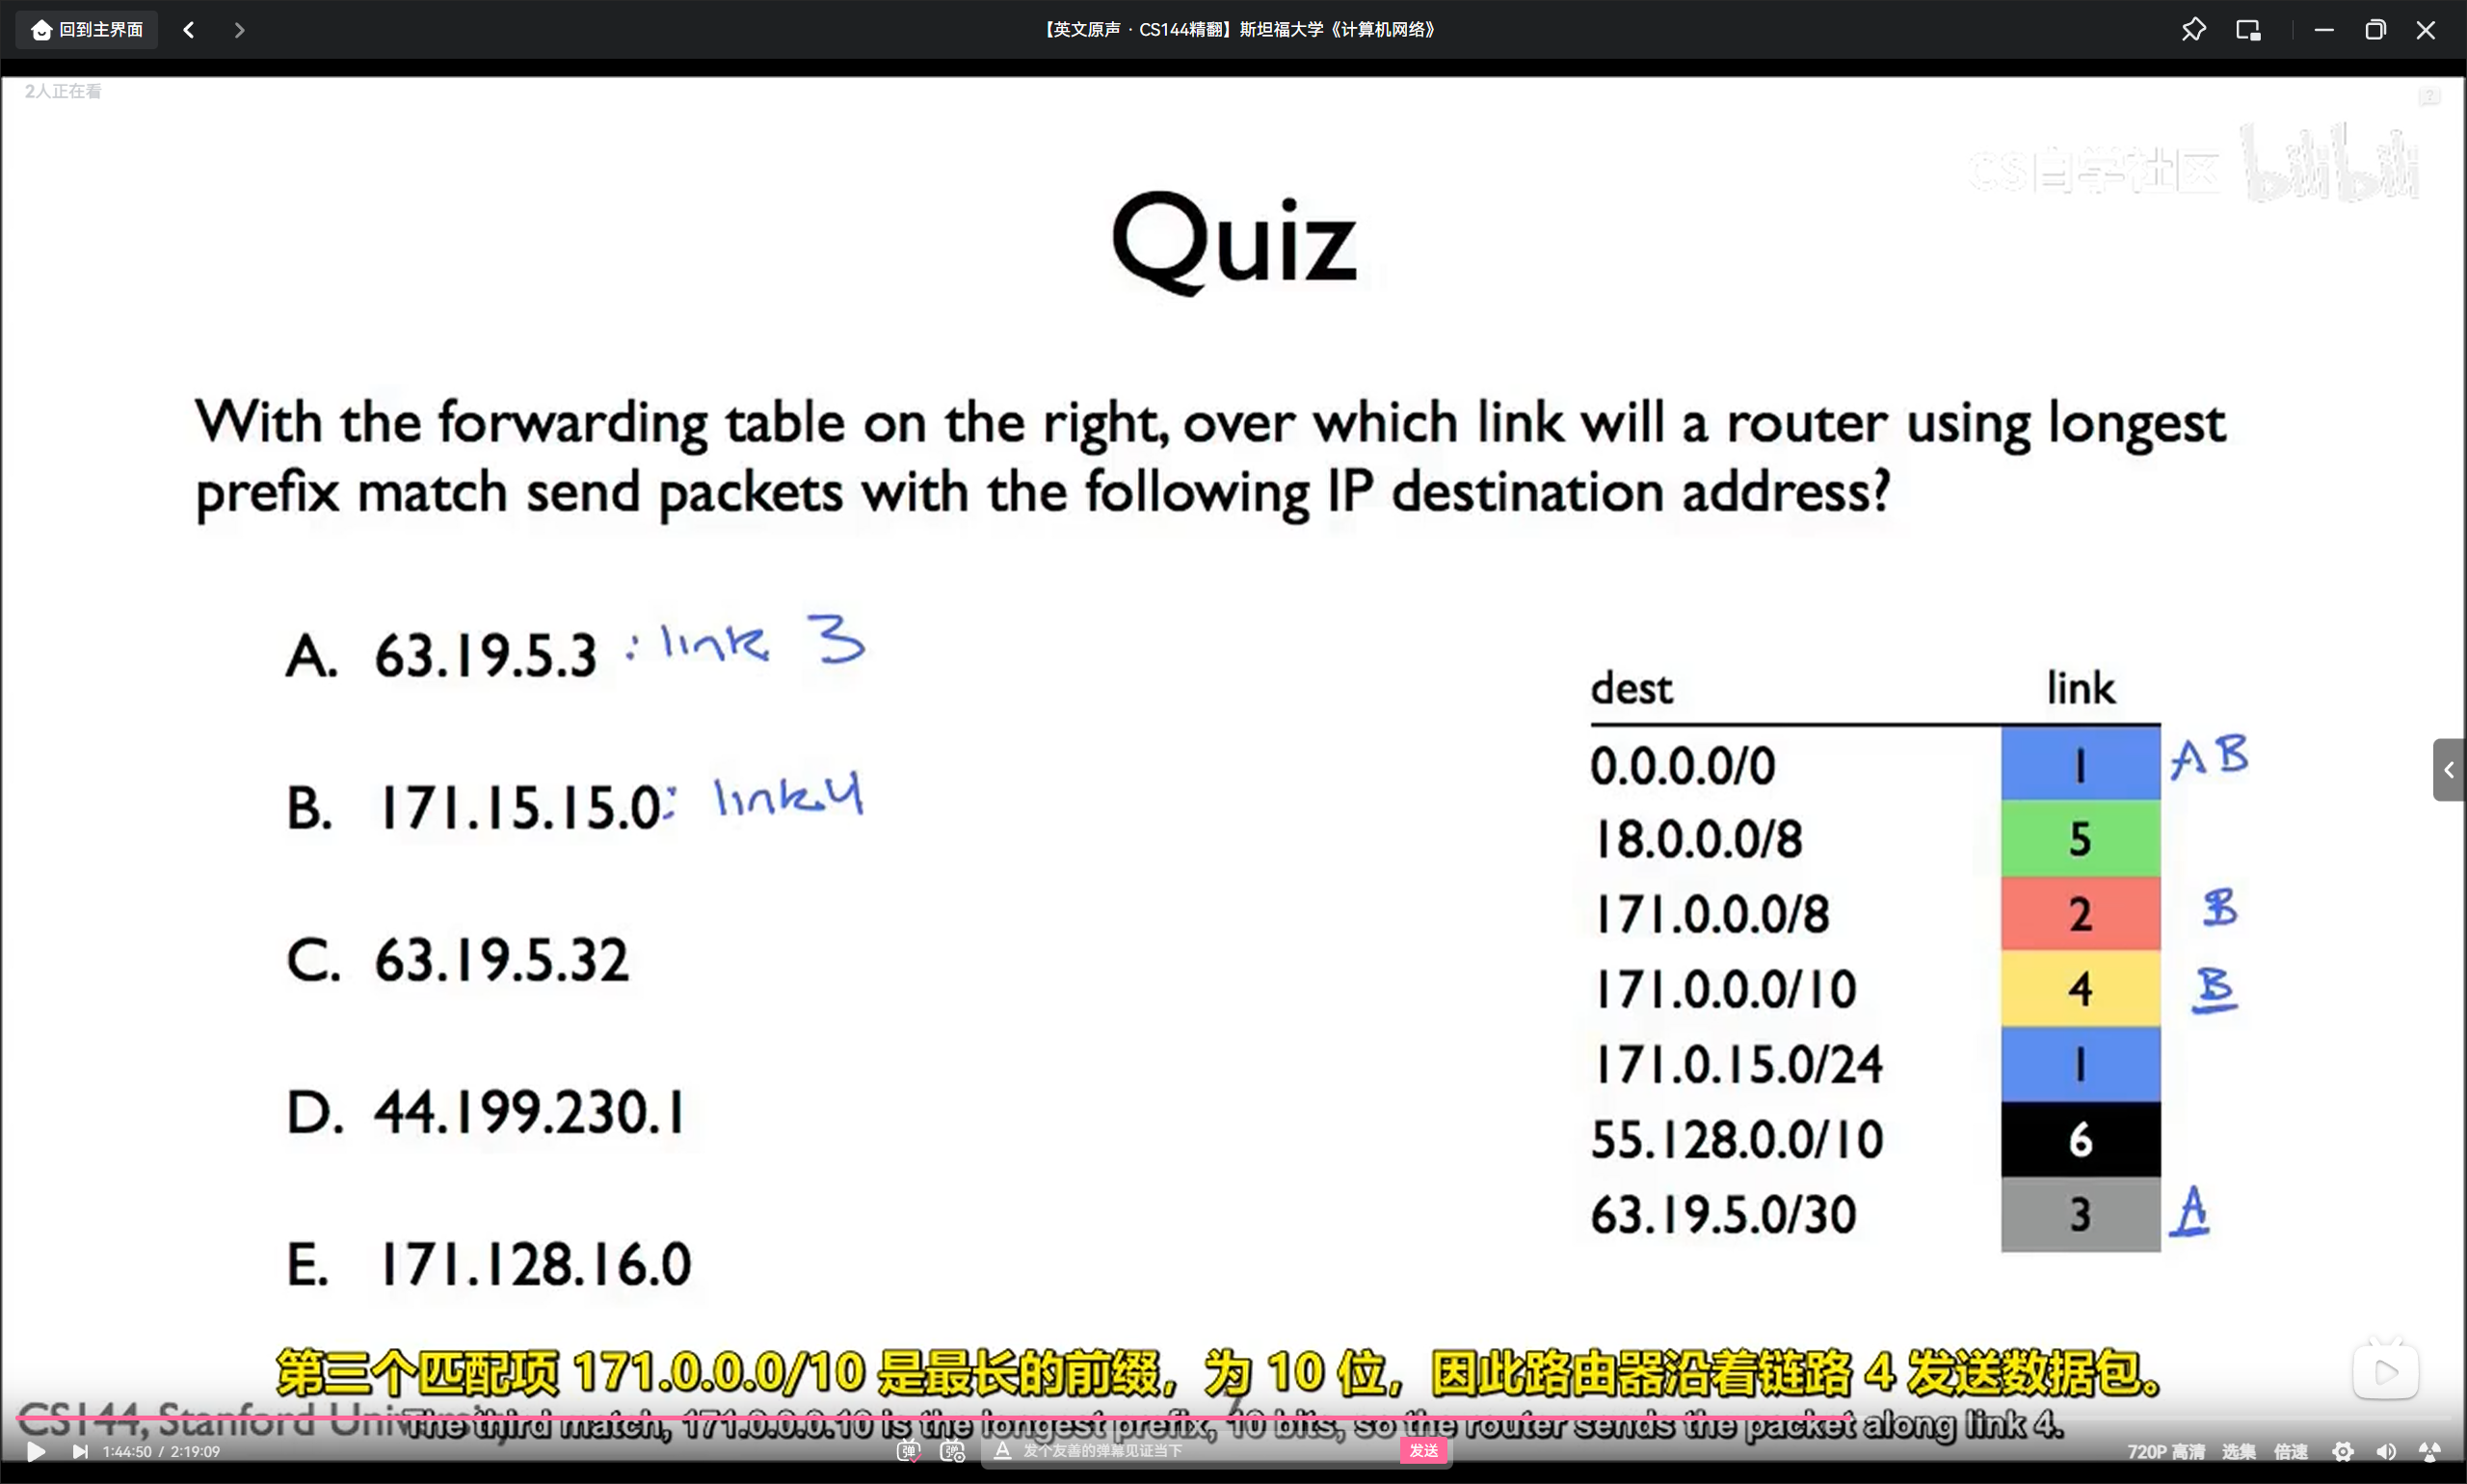 回到主界面
【英文原声 · CS144精翻】斯坦福大学《计算机网络》
2人正在看
CS自学社区 bilibili
Quiz
With the forwarding table on the right, over which link will a router using longest
prefix match send packets with the following IP destination address?
A. 63.19.5.3 : link 3
B. 171.15.15.0: link 4
C. 63.19.5.32
D. 44.199.230.1
E. 171.128.16.0
dest link
0.0.0.0/0 1 A B
18.0.0.0/8 5
171.0.0.0/8 2 B
171.0.0.0/10 4 B
171.0.15.0/24 1
55.128.0.0/10 6
63.19.5.0/30 3 A
第三个匹配项 171.0.0.0/10 是最长的前缀，为 10 位，因此路由器沿着链路 4 发送数据包。
CS144, Stanford University
The third match, 171.0.0.0.10 is the longest prefix, 10 bits, so the router sends the packet along link 4.
1:44:50 / 2:19:09
弹
弹
A 发个友善的弹幕见证当下
发送
720P 高清 选集 倍速